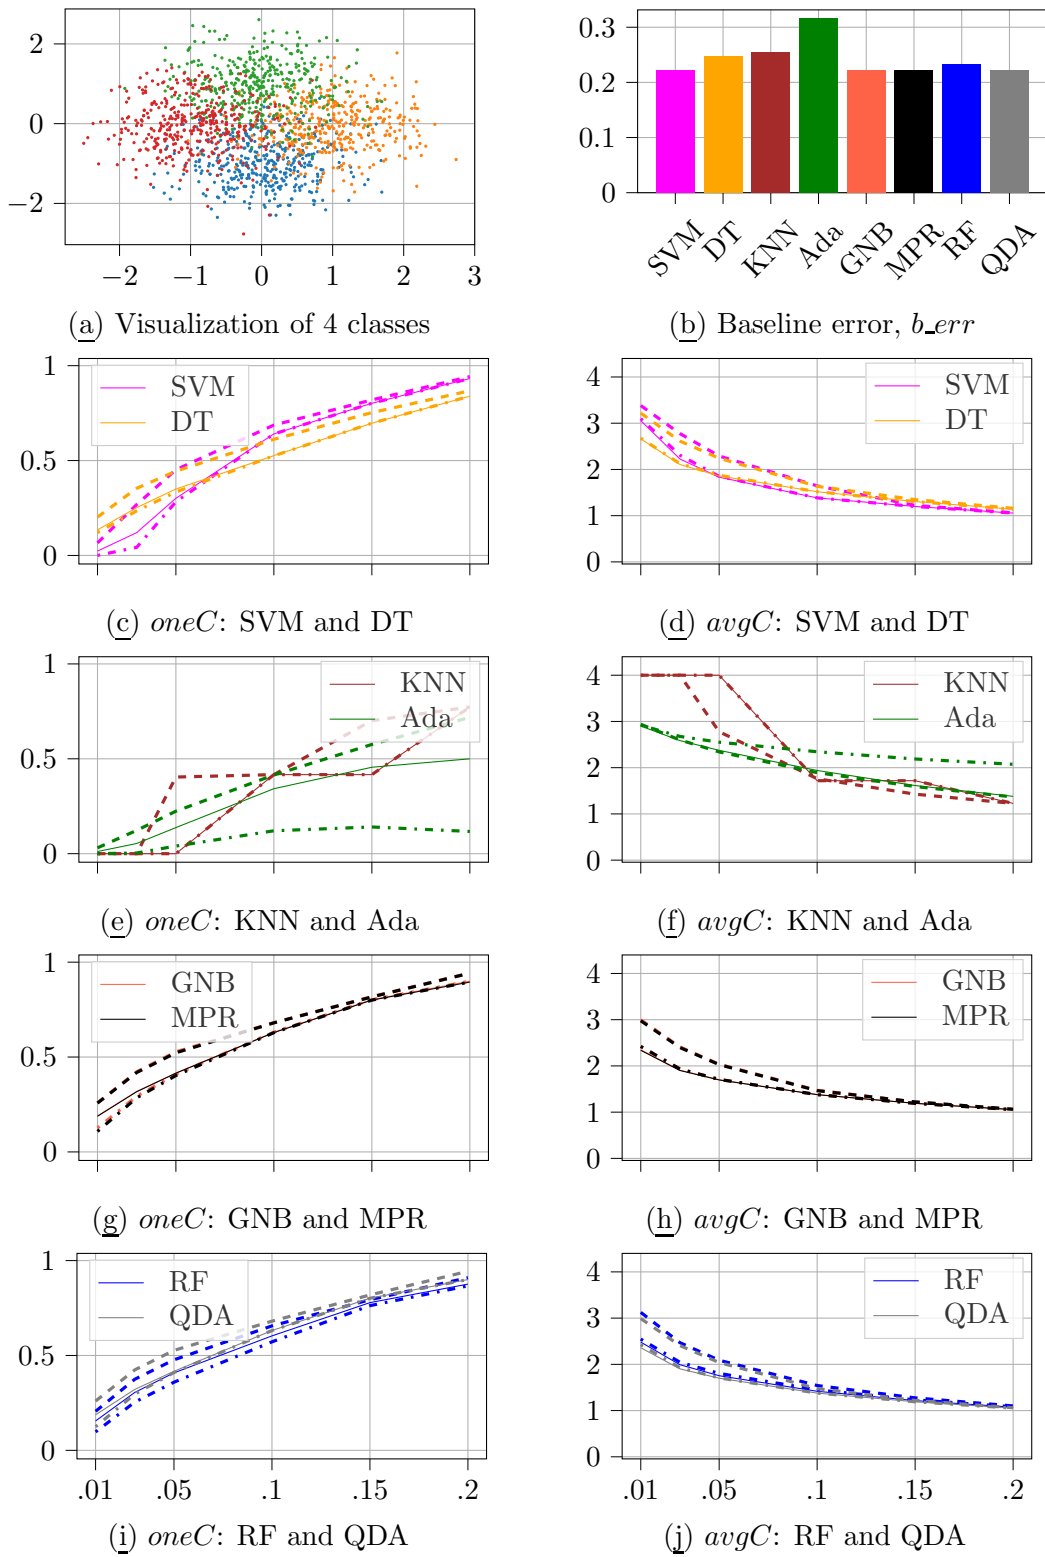 2
0
−2
−2
−1
0
1
2
3
(a) Visualization of 4 classes
0.3
0.2
0.1
0
SVM
DT
KNN
Ada
GNB
MPR
RF
QDA
(b) Baseline error, b_err
1
0.5
0
SVM
DT
(c) oneC: SVM and DT
4
3
2
1
0
SVM
DT
(d) avgC: SVM and DT
1
0.5
0
KNN
Ada
(e) oneC: KNN and Ada
4
3
2
1
0
KNN
Ada
(f) avgC: KNN and Ada
1
0.5
0
GNB
MPR
(g) oneC: GNB and MPR
4
3
2
1
0
GNB
MPR
(h) avgC: GNB and MPR
1
0.5
0
RF
QDA
.01
.05
.1
.15
.2
(i) oneC: RF and QDA
4
3
2
1
0
RF
QDA
.01
.05
.1
.15
.2
(j) avgC: RF and QDA